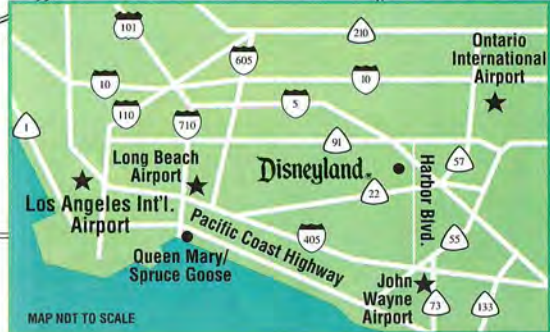 101
210
605
Ontario
International
Airport
10
10
5
110
710
1
91
Long Beach
Airport
Disneyland
57
Harbor Blvd.
22
Los Angeles Int'l.
Airport
Pacific Coast Highway
405
55
Queen Mary/
Spruce Goose
John
Wayne
Airport
73
133
MAP NOT TO SCALE